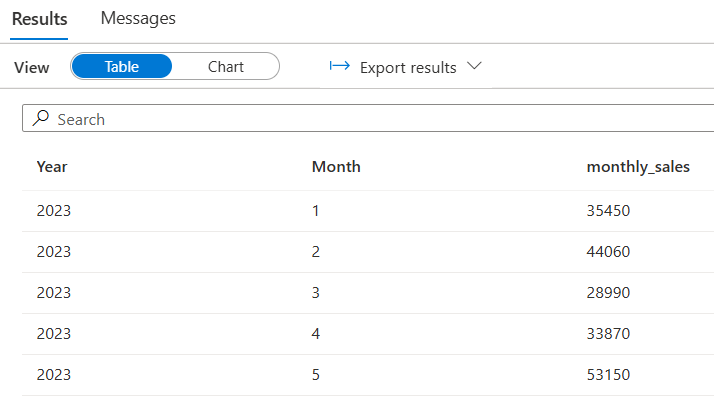 Results Messages
View Table Chart Export results
Search
Year Month monthly_sales
2023 1 35450
2023 2 44060
2023 3 28990
2023 4 33870
2023 5 53150